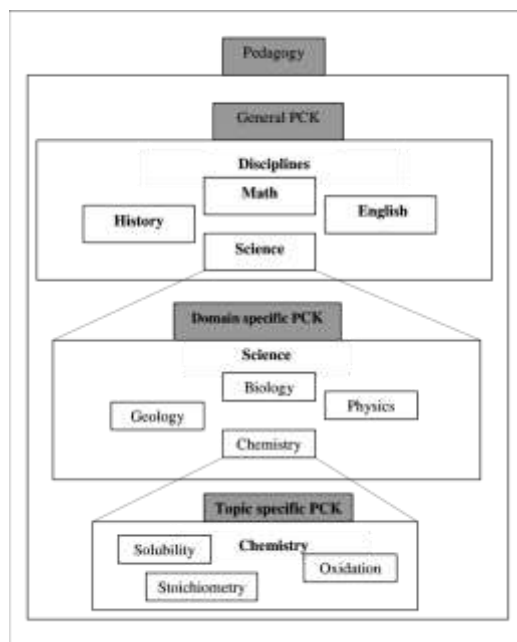 Pedagogy
General PCK
Disciplines
Math
English
History
Science
Domain specific PCK
Science
Biology
Physics
Geology
Chemistry
Topic specific PCK
Solubility
Chemistry
Oxidation
Stoichiometry